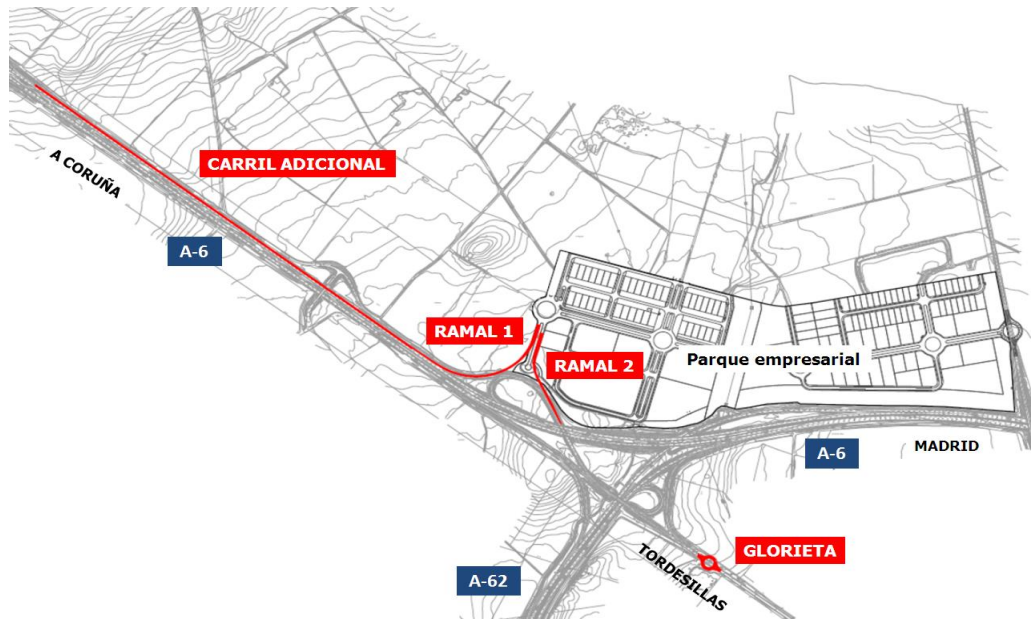 CARRIL ADICIONAL
A CORUÑA
A-6
RAMAL 1
RAMAL 2
Parque empresarial
A-6
MADRID
GLORIETA
TORDESILLAS
A-62